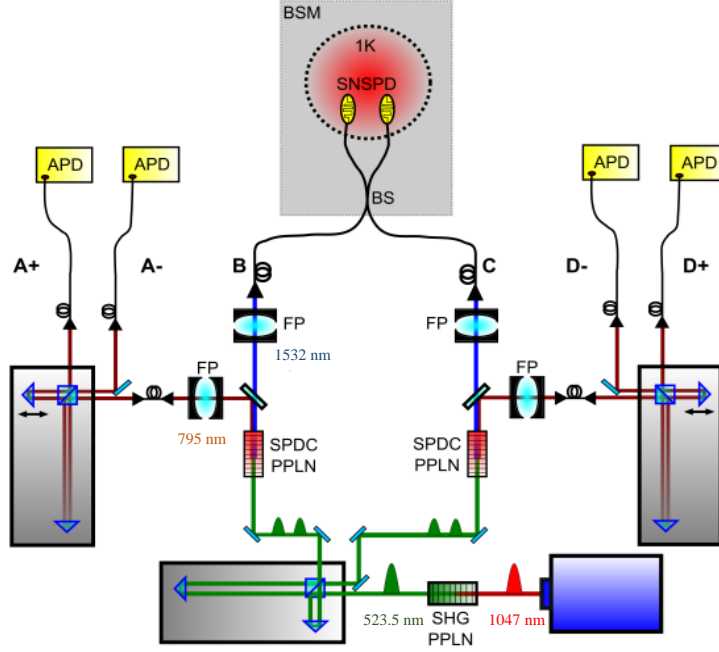 BSM
1K
SNSPD
BS
APD
APD
APD
APD
A+
A-
B
C
D-
D+
FP
FP
1532 nm
FP
FP
795 nm
SPDC
PPLN
SPDC
PPLN
523.5 nm
SHG
PPLN
1047 nm